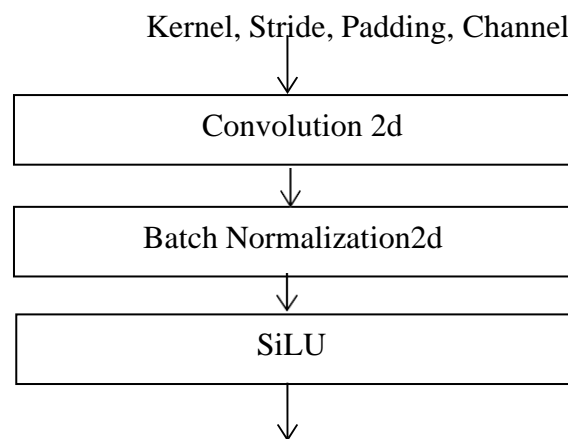 Kernel, Stride, Padding, Channel
Convolution 2d
Batch Normalization2d
SiLU